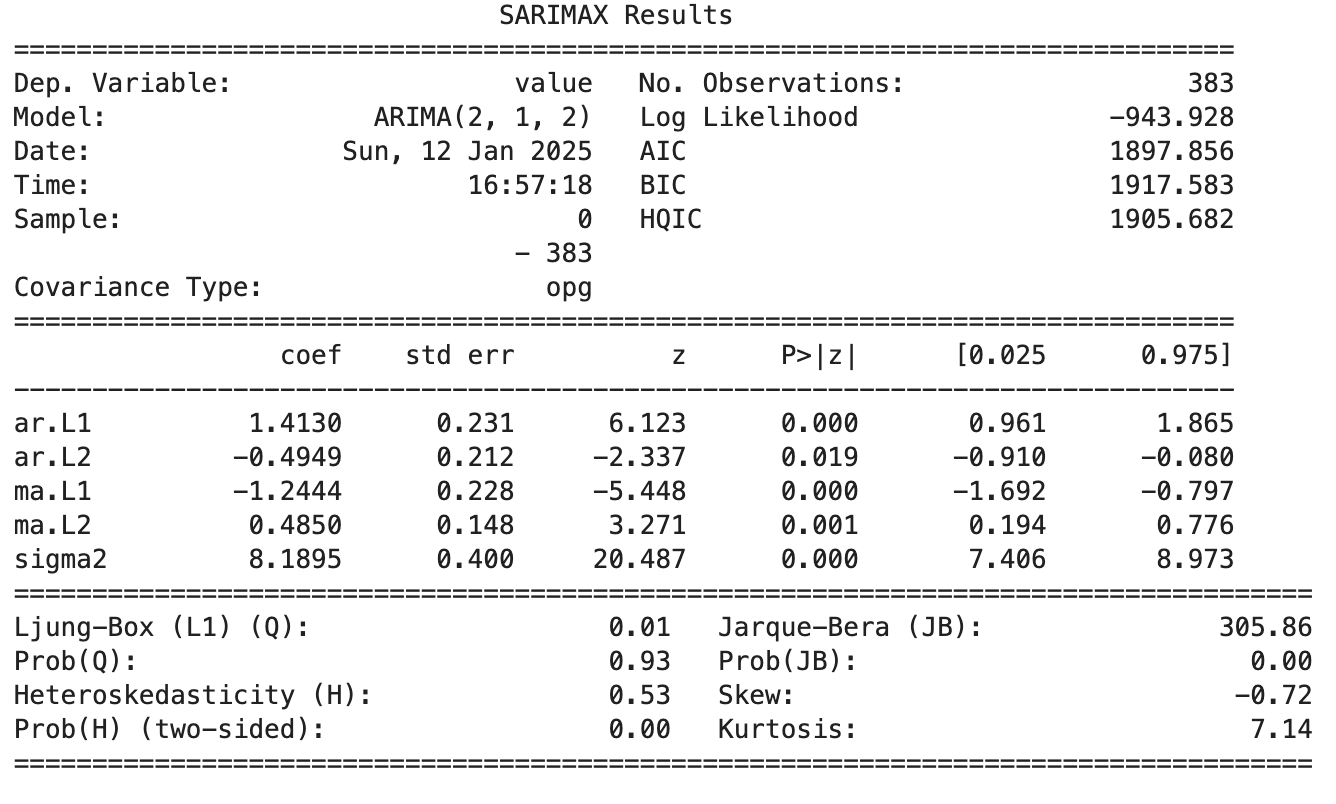 SARIMAX Results
==============================================================================
Dep. Variable:                  value   No. Observations:                  383
Model:                 ARIMA(2, 1, 2)   Log Likelihood                −943.928
Date:                Sun, 12 Jan 2025   AIC                           1897.856
Time:                        16:57:18   BIC                           1917.583
Sample:                             0   HQIC                          1905.682
                                − 383
Covariance Type:                  opg
==============================================================================
                 coef    std err          z      P>|z|      [0.025      0.975]
------------------------------------------------------------------------------
ar.L1          1.4130      0.231      6.123      0.000       0.961       1.865
ar.L2         −0.4949      0.212     −2.337      0.019      −0.910      −0.080
ma.L1         −1.2444      0.228     −5.448      0.000      −1.692      −0.797
ma.L2          0.4850      0.148      3.271      0.001       0.194       0.776
sigma2         8.1895      0.400     20.487      0.000       7.406       8.973
===================================================================================
Ljung−Box (L1) (Q):                   0.01   Jarque−Bera (JB):               305.86
Prob(Q):                              0.93   Prob(JB):                         0.00
Heteroskedasticity (H):               0.53   Skew:                            −0.72
Prob(H) (two−sided):                  0.00   Kurtosis:                         7.14
===================================================================================